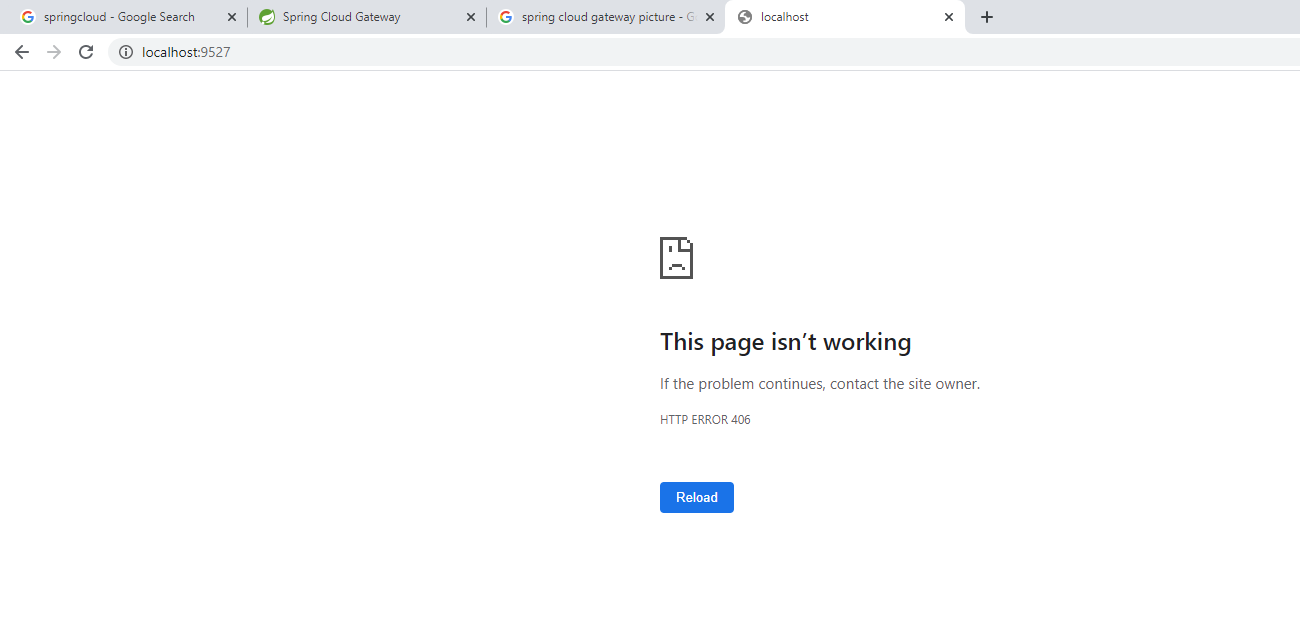 springcloud - Google Search
Spring Cloud Gateway
spring cloud gateway picture - G
localhost
localhost:9527
This page isn’t working
If the problem continues, contact the site owner.
HTTP ERROR 406
Reload